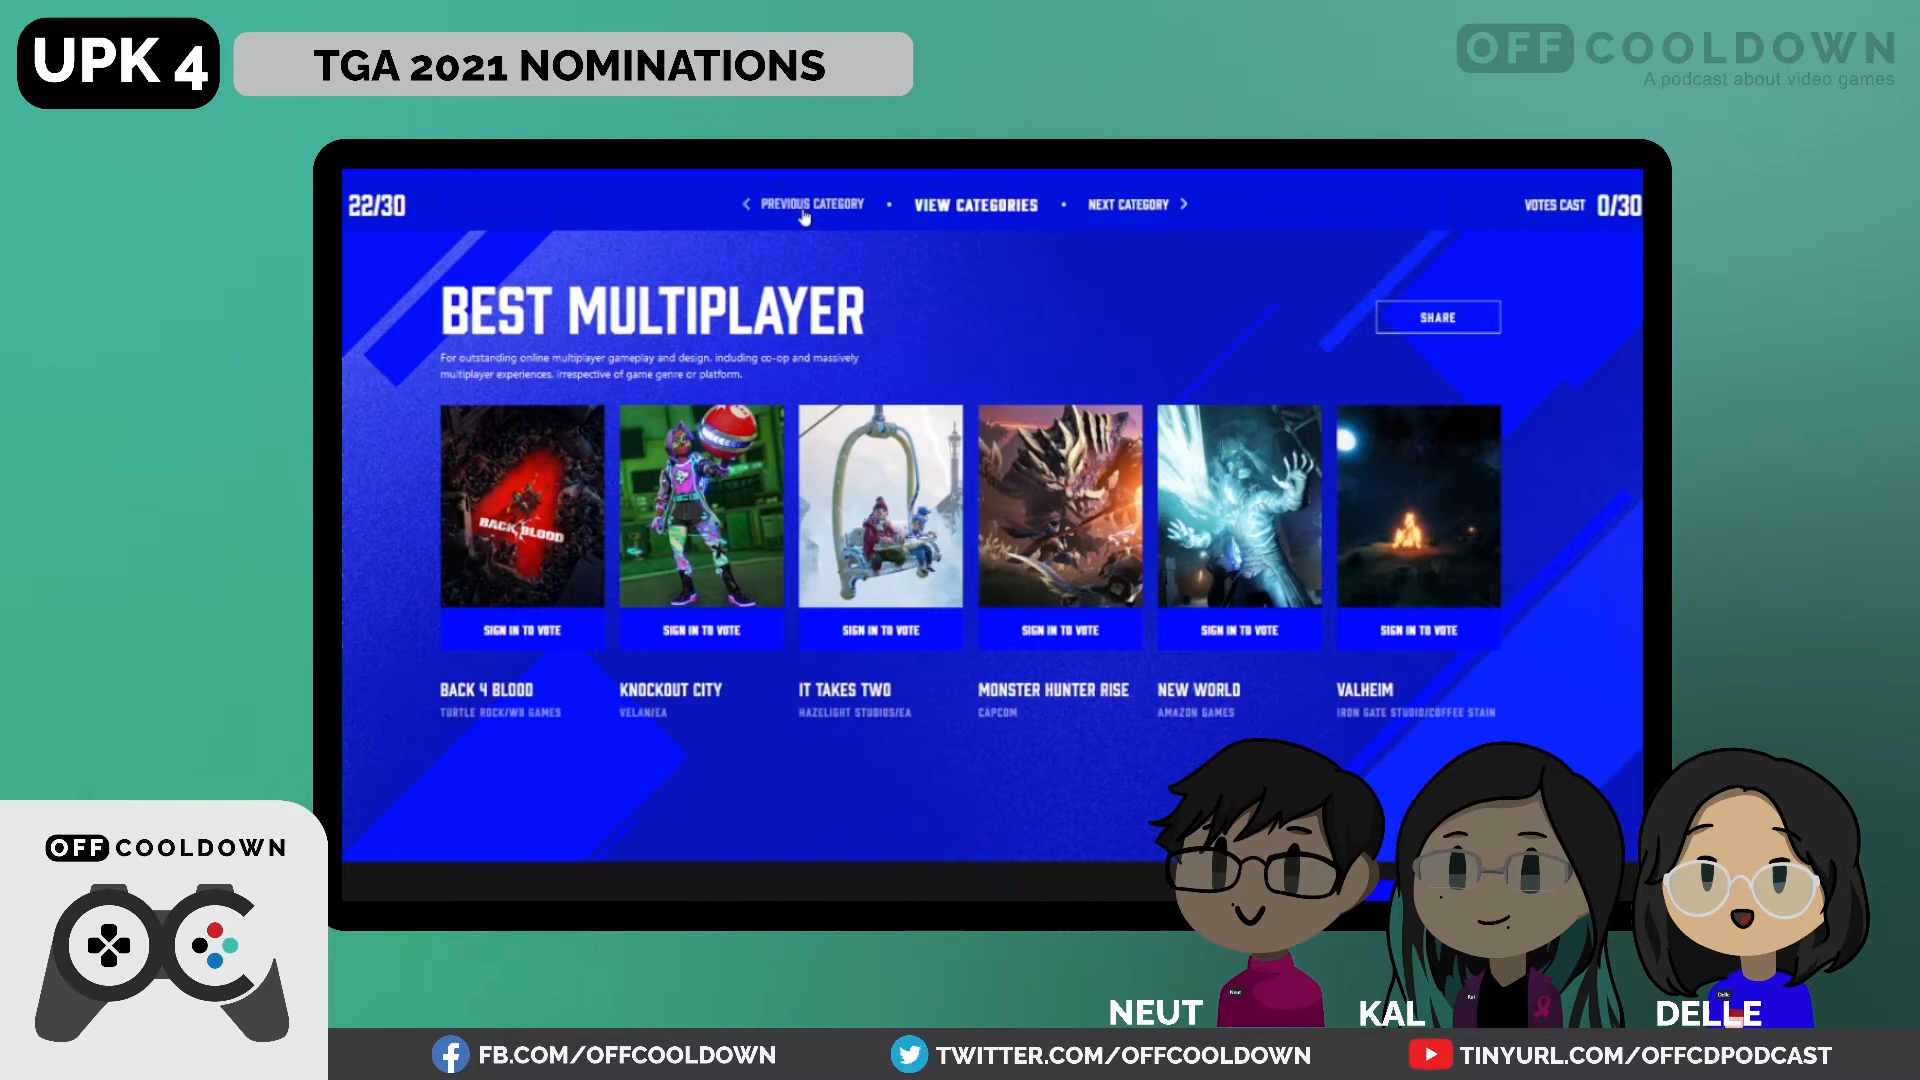 UPK 4
TGA 2021 NOMINATIONS
OFF COOLDOWN
A podcast about video games
22/30
PREVIOUS CATEGORY
VIEW CATEGORIES
NEXT CATEGORY
VOTES CAST 0/30
BEST MULTIPLAYER
SHARE
For outstanding online multiplayer gameplay and design, including co-op and massively
multiplayer experiences, irrespective of game genre or platform.
4
BACK BLOOD
SIGN IN TO VOTE
SIGN IN TO VOTE
SIGN IN TO VOTE
SIGN IN TO VOTE
SIGN IN TO VOTE
SIGN IN TO VOTE
BACK 4 BLOOD
TURTLE ROCK/WB GAMES
KNOCKOUT CITY
VELAN/EA
IT TAKES TWO
HAZELIGHT STUDIOS/EA
MONSTER HUNTER RISE
CAPCOM
NEW WORLD
AMAZON GAMES
VALHEIM
IRON GATE STUDIO/COFFEE STAIN
OFF COOLDOWN
Neut
Kal
Delle
NEUT
KAL
DELLE
FB.COM/OFFCOOLDOWN
TWITTER.COM/OFFCOOLDOWN
TINYURL.COM/OFFCDPODCAST